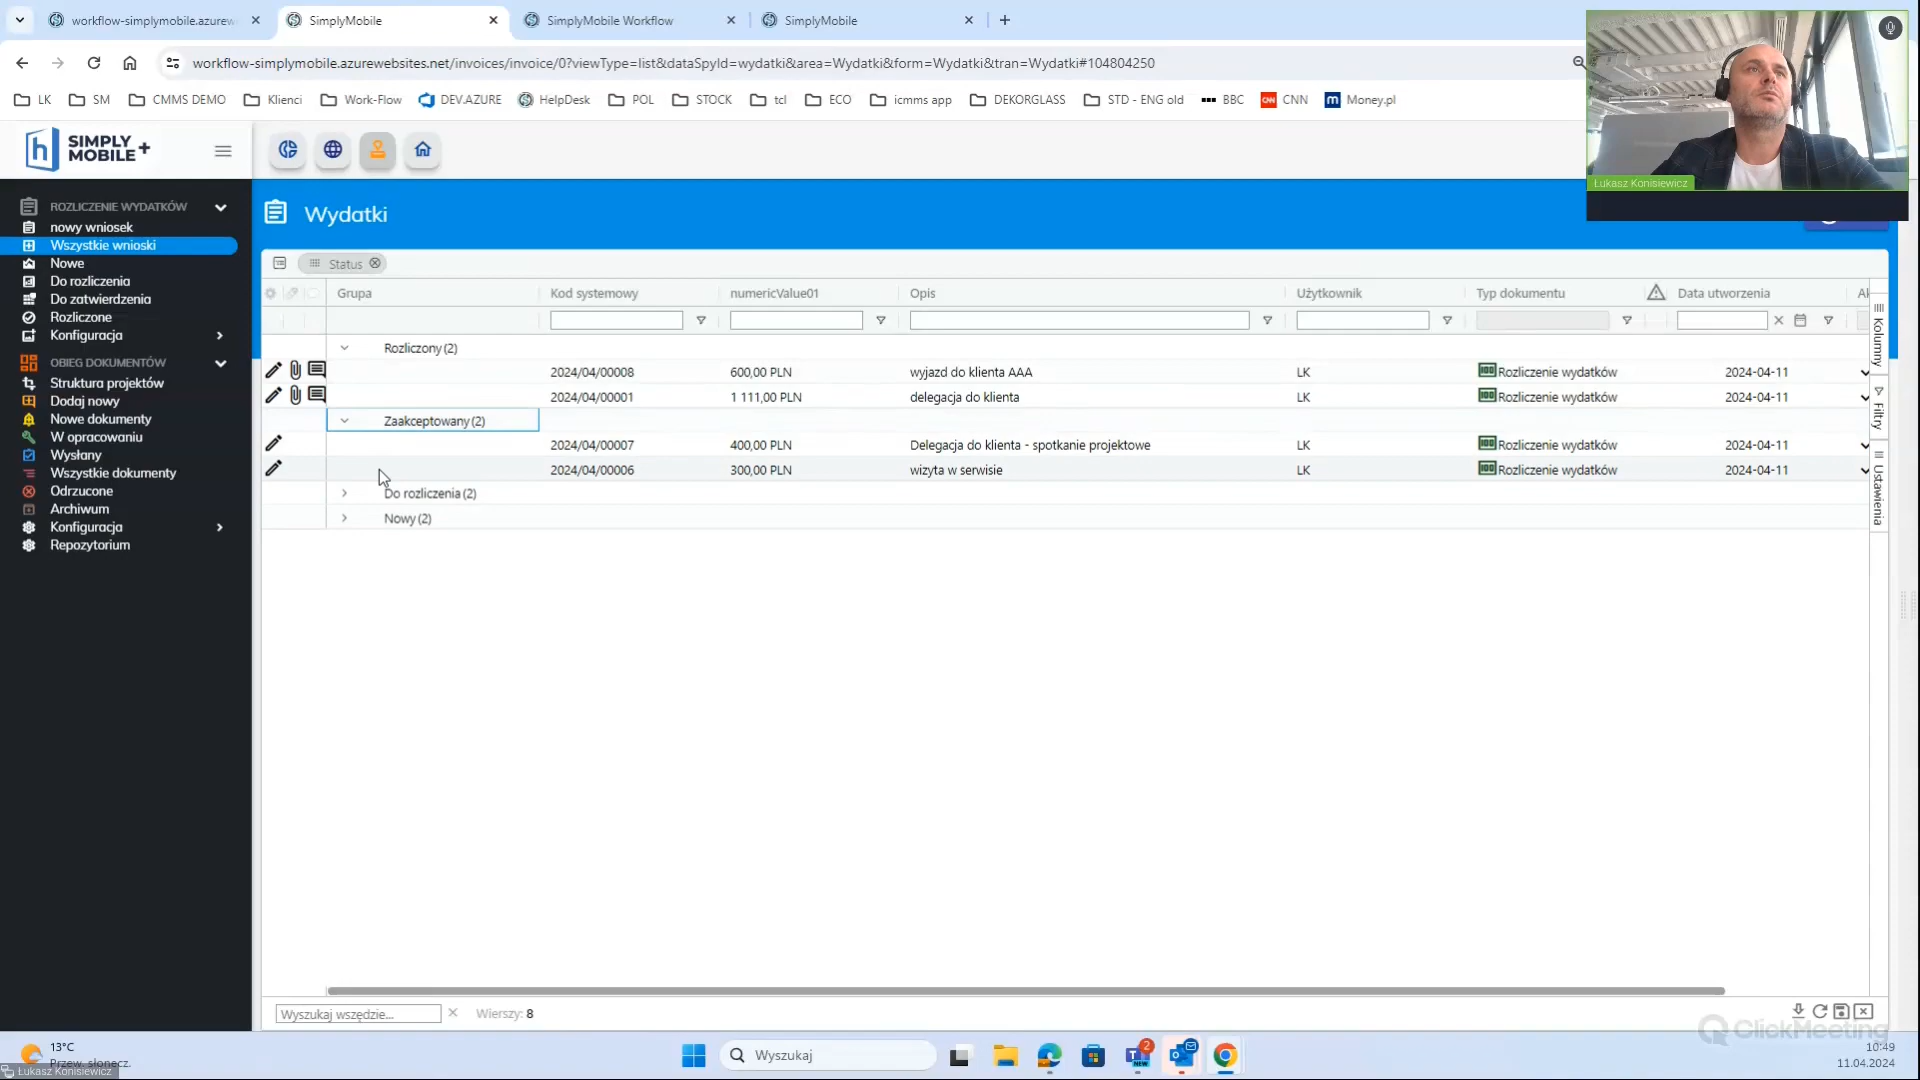 workflow-simplymobile.azurew
SimplyMobile
SimplyMobile Workflow
SimplyMobile
workflow-simplymobile.azurewebsites.net/invoices/invoice/0?viewType=list&dataSpyId=wydatki&area=Wydatki&form=Wydatki&tran=Wydatki#104804250
LK SM CMMS DEMO Klienci Work-Flow DEV.AZURE HelpDesk POL STOCK tcl ECO icmms app DEKORGLASS STD - ENG old BBC CNN Money.pl
Łukasz Konisiewicz
SIMPLY
MOBILE +
ROZLICZENIE WYDATKÓW
nowy wniosek
Wszystkie wnioski
Nowe
Do rozliczenia
Do zatwierdzenia
Rozliczone
Konfiguracja
OBIEG DOKUMENTÓW
Struktura projektów
Dodaj nowy
Nowe dokumenty
W opracowaniu
Wysłany
Wszystkie dokumenty
Odrzucone
Archiwum
Konfiguracja
Repozytorium
Wydatki
Status
Grupa Kod systemowy numericValue01 Opis Użytkownik Typ dokumentu Data utworzenia
Rozliczony (2)
2024/04/00008 600,00 PLN wyjazd do klienta AAA LK Rozliczenie wydatków 2024-04-11
2024/04/00001 1 111,00 PLN delegacja do klienta LK Rozliczenie wydatków 2024-04-11
Zaakceptowany (2)
2024/04/00007 400,00 PLN Delegacja do klienta - spotkanie projektowe LK Rozliczenie wydatków 2024-04-11
2024/04/00006 300,00 PLN wizyta w serwisie LK Rozliczenie wydatków 2024-04-11
Do rozliczenia (2)
Nowy (2)
Kolumny
Filtry
Ustawienia
Wyszukaj wszędzie...
Wierszy: 8
ClickMeeting
13°C
Przew. słonecz.
Łukasz Konisiewicz
Wyszukaj
NEW
2
10:49
11.04.2024